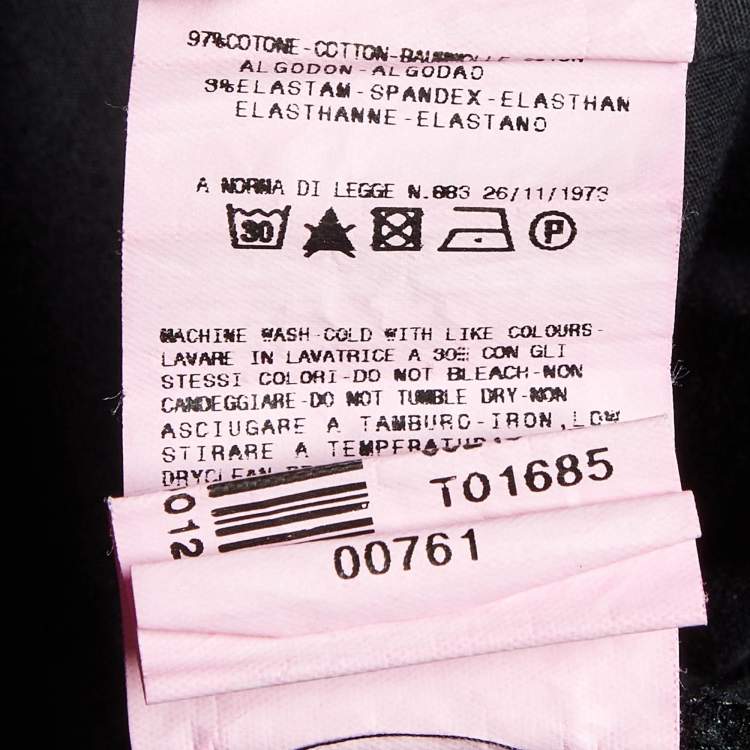 97%COTONE-COTTON-
ALGODON-ALGODAO
3%ELASTAM-SPANDEX-ELASTHAN
ELASTHANNE-ELASTANO
A NORMA DI LEGGE N.883 26/11/1973
30 P
MACHINE WASH-COLD WITH LIKE COLOURS-
LAVARE IN LAVATRICE A 30 CON GLI
STESSI COLORI-DO NOT BLEACH-NON
CANDEGGIARE-DO NOT TUMBLE DRY-NON
ASCIUGARE A TAMBURO-IRON,LOW
STIRARE A
012
TO1685
00761